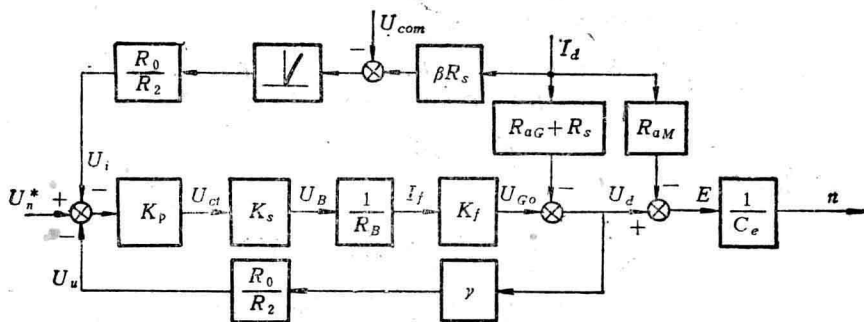 U_com
I_d
R_0/R_2
βR_s
R_aG+R_s
R_aM
U_i
U_n*
K_p
U_ct
K_s
U_B
1/R_B
I_f
K_f
U_Go
U_d
E
1/C_e
n
U_u
R_0/R_2
γ